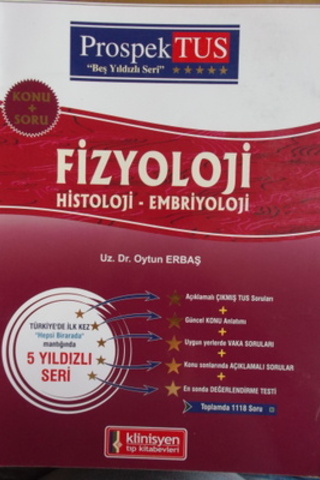 ProspekTUS
"Beş Yıldızlı Seri" ★★★★★
KONU
+
SORU
FİZYOLOJİ
HİSTOLOJİ - EMBRİYOLOJİ
Uz. Dr. Oytun ERBAŞ
TÜRKİYE'DE İLK KEZ
"Hepsi Birarada"
mantığında
5 YILDIZLI
SERİ
Açıklamalı ÇIKMIŞ TUS Soruları
+
Güncel KONU Anlatımı
+
Uygun yerlerde VAKA SORULARI
+
Konu sonlarında AÇIKLAMALI SORULAR
+
En sonda DEĞERLENDİRME TESTİ
Toplamda 1118 Soru
klinisyen
tıp kitabevleri